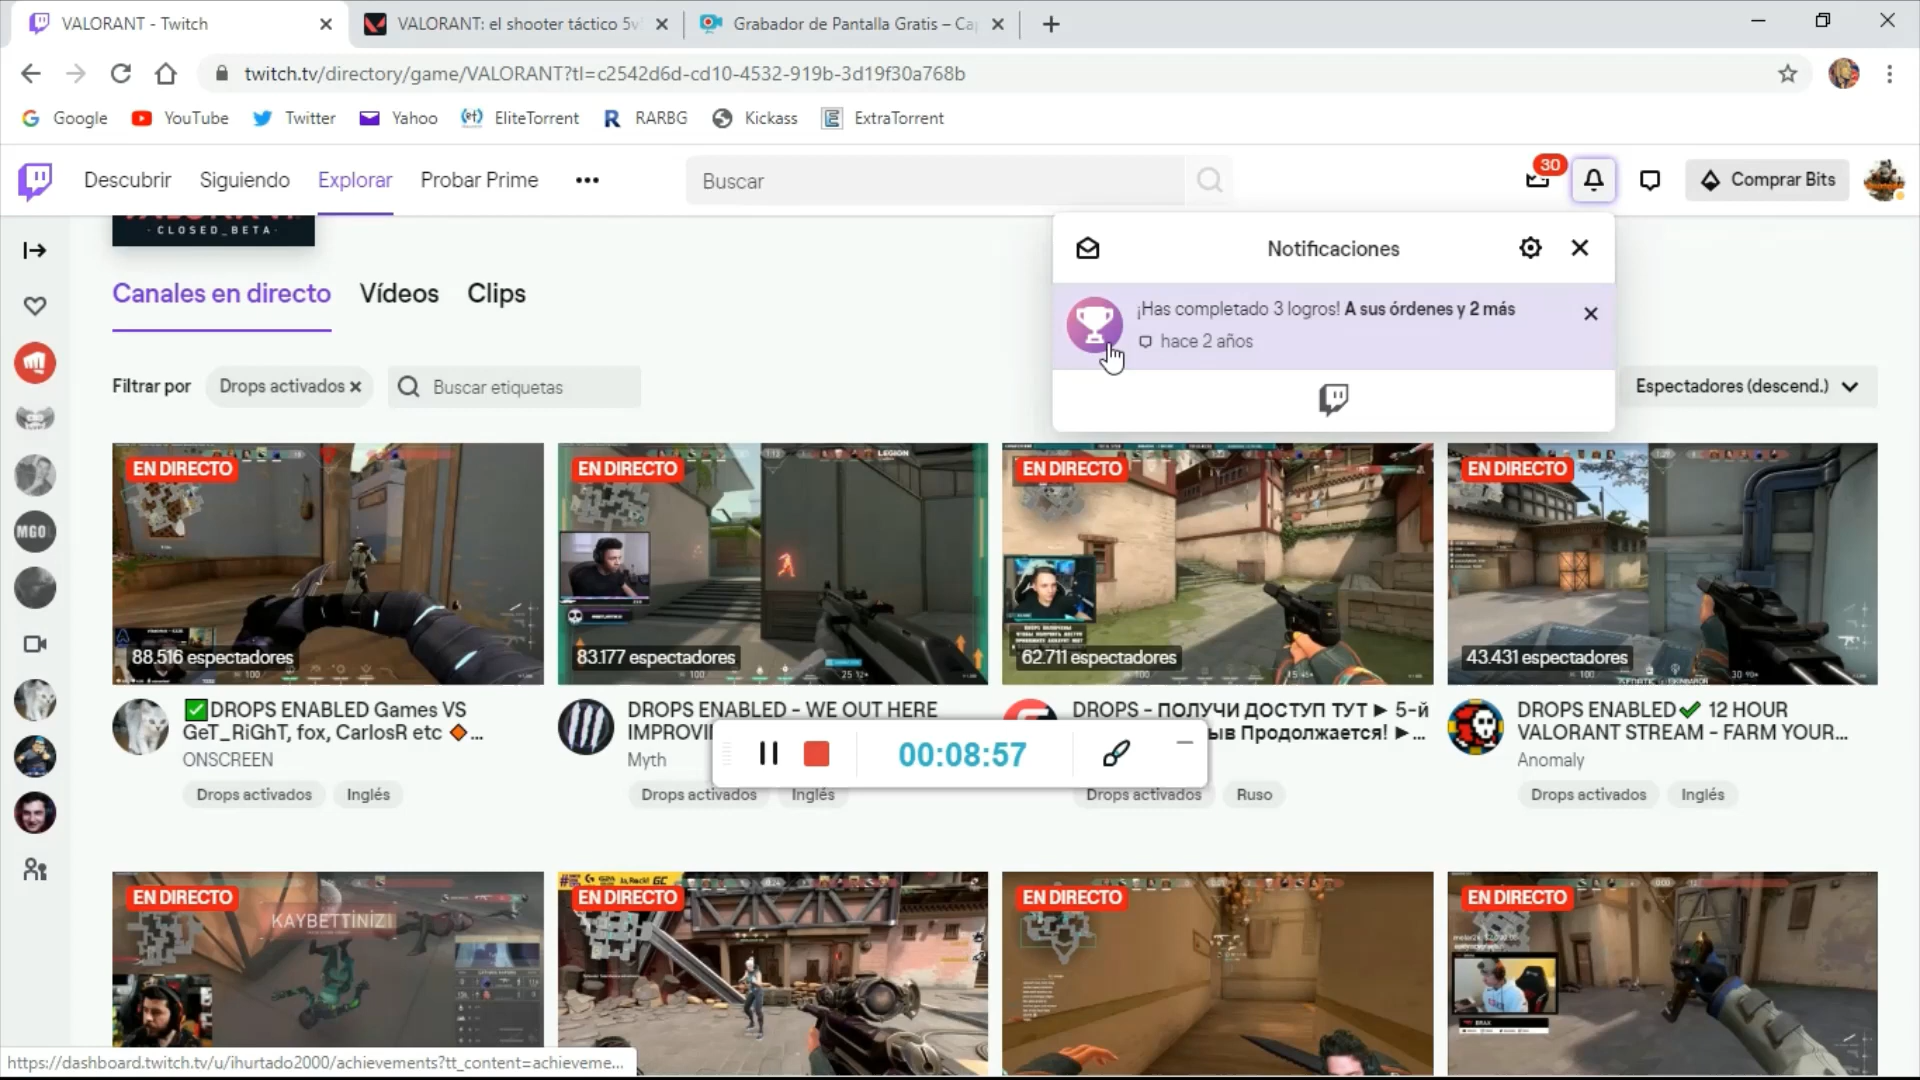 VALORANT - Twitch
VALORANT: el shooter táctico 5v
Grabador de Pantalla Gratis – Ca
twitch.tv/directory/game/VALORANT?tl=c2542d6d-cd10-4532-919b-3d19f30a768b
Google
YouTube
Twitter
Yahoo
EliteTorrent
RARBG
Kickass
ExtraTorrent
Descubrir
Siguiendo
Explorar
Probar Prime
Buscar
30
Comprar Bits
CLOSED_BETA
Notificaciones
¡Has completado 3 logros! A sus órdenes y 2 más
hace 2 años
Canales en directo
Vídeos
Clips
MGO
Filtrar por
Drops activados
Buscar etiquetas
Espectadores (descend.)
EN DIRECTO
88.516 espectadores
EN DIRECTO
LEGION
83.177 espectadores
EN DIRECTO
62.711 espectadores
EN DIRECTO
43.431 espectadores
DROPS ENABLED Games VS
GeT_RiGhT, fox, CarlosR etc 🔶...
ONSCREEN
Drops activados
Inglés
DROPS ENABLED - WE OUT HERE
IMPROVI
Myth
Drops activados
Inglés
DROPS - ПОЛУЧИ ДОСТУП ТУТ ► 5-й
ыв Продолжается! ►...
Drops activados
Ruso
DROPS ENABLED✔ 12 HOUR
VALORANT STREAM - FARM YOUR...
Anomaly
Drops activados
Inglés
00:08:57
EN DIRECTO
KAYBETTİNİZ!
EN DIRECTO
EN DIRECTO
EN DIRECTO
https://dashboard.twitch.tv/u/ihurtado2000/achievements?tt_content=achieveme...